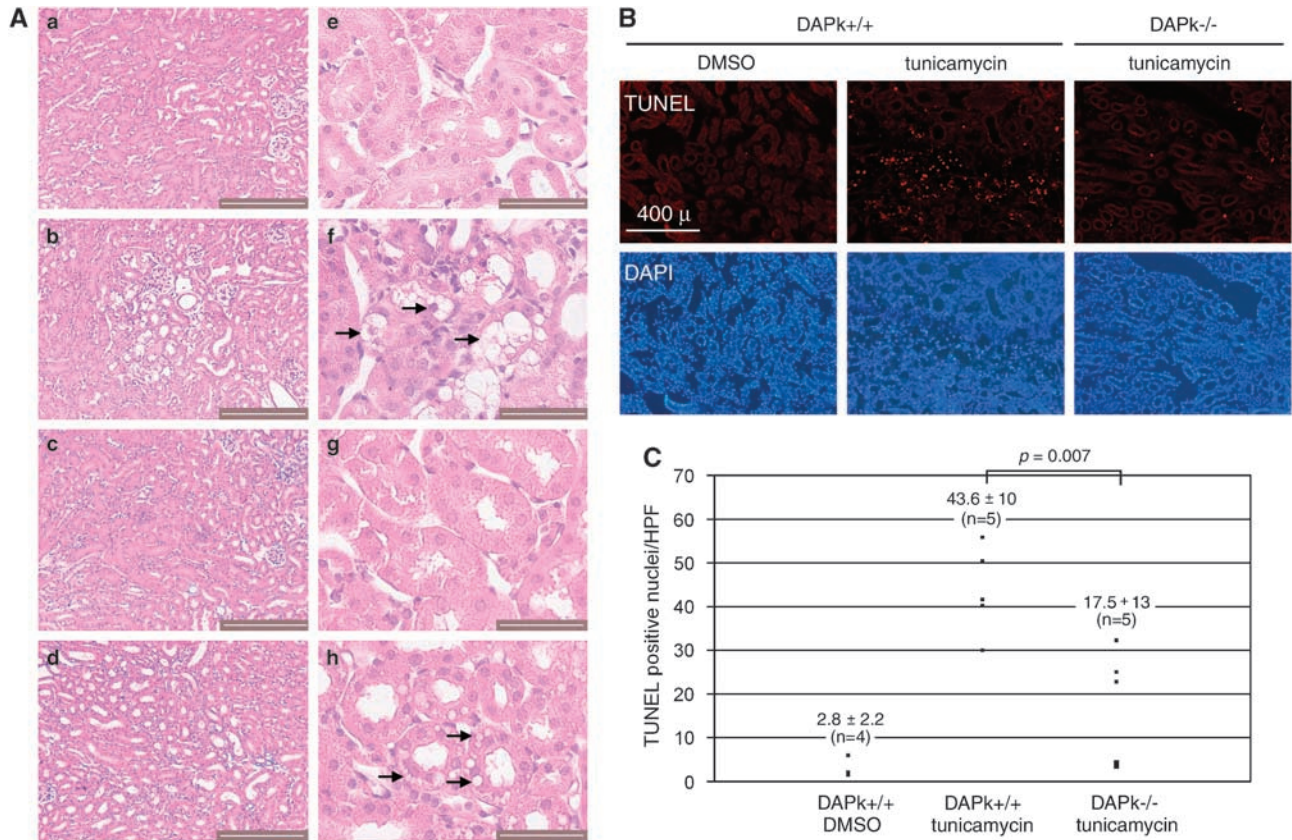 A
a
e
b
f
c
g
d
h
B
DAPk+/+
DAPk-/-
DMSO
tunicamycin
tunicamycin
TUNEL
400 µ
DAPI
C
p = 0.007
TUNEL positive nuclei/HPF
70
60
50
40
30
20
10
0
43.6 ± 10
(n=5)
17.5 + 13
(n=5)
2.8 ± 2.2
(n=4)
DAPk+/+
DMSO
DAPk+/+
tunicamycin
DAPk-/-
tunicamycin